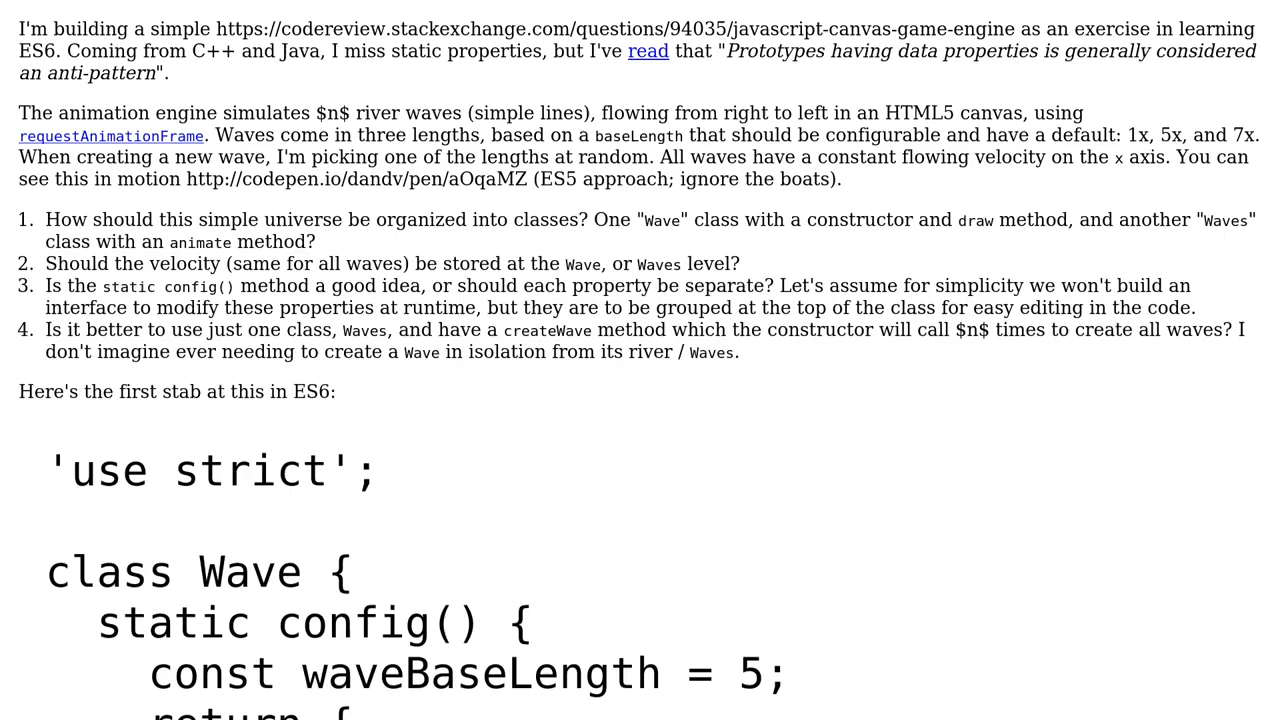 I'm building a simple https://codereview.stackexchange.com/questions/94035/javascript-canvas-game-engine as an exercise in learning
ES6. Coming from C++ and Java, I miss static properties, but I've read that "Prototypes having data properties is generally considered
an anti-pattern".
The animation engine simulates $n$ river waves (simple lines), flowing from right to left in an HTML5 canvas, using
requestAnimationFrame. Waves come in three lengths, based on a baseLength that should be configurable and have a default: 1x, 5x, and 7x.
When creating a new wave, I'm picking one of the lengths at random. All waves have a constant flowing velocity on the x axis. You can
see this in motion http://codepen.io/dandv/pen/aOqaMZ (ES5 approach; ignore the boats).
1. How should this simple universe be organized into classes? One "Wave" class with a constructor and draw method, and another "Waves"
class with an animate method?
2. Should the velocity (same for all waves) be stored at the Wave, or Waves level?
3. Is the static config() method a good idea, or should each property be separate? Let's assume for simplicity we won't build an
interface to modify these properties at runtime, but they are to be grouped at the top of the class for easy editing in the code.
4. Is it better to use just one class, Waves, and have a createWave method which the constructor will call $n$ times to create all waves? I
don't imagine ever needing to create a Wave in isolation from its river / Waves.
Here's the first stab at this in ES6:
'use strict';
class Wave {
static config() {
const waveBaseLength = 5;
return {